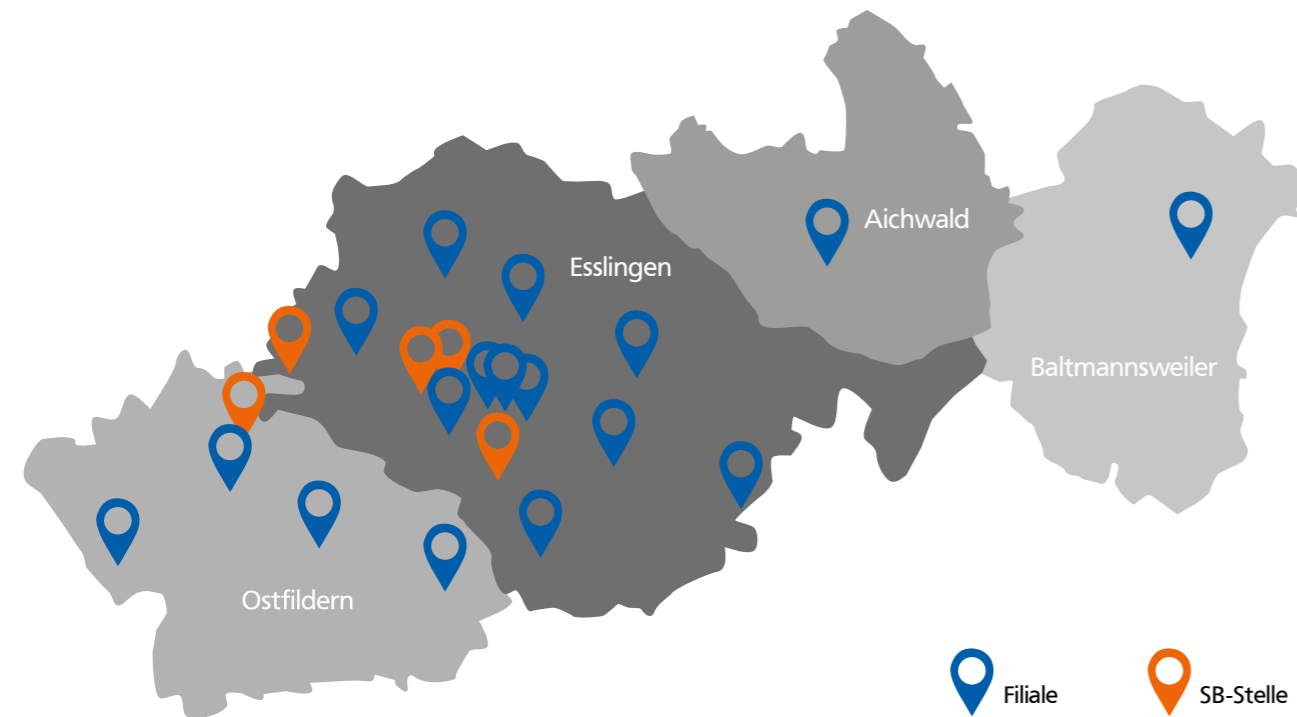 Aichwald
Esslingen
Baltmannsweiler
Ostfildern
Filiale
SB-Stelle